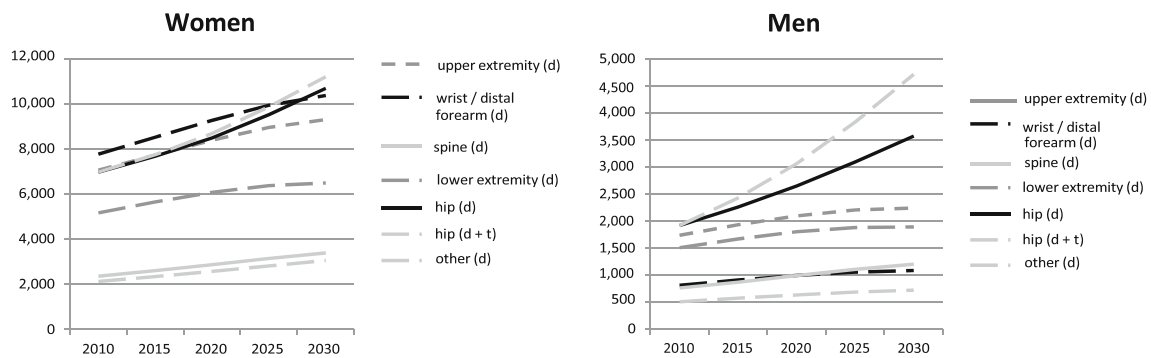 Women
12,000
10,000
8,000
6,000
4,000
2,000
0
2010 2015 2020 2025 2030
upper extremity (d)
wrist / distal
forearm (d)
spine (d)
lower extremity (d)
hip (d)
hip (d + t)
other (d)
Men
5,000
4,500
4,000
3,500
3,000
2,500
2,000
1,500
1,000
500
0
2010 2015 2020 2025 2030
upper extremity (d)
wrist / distal
forearm (d)
spine (d)
lower extremity (d)
hip (d)
hip (d + t)
other (d)